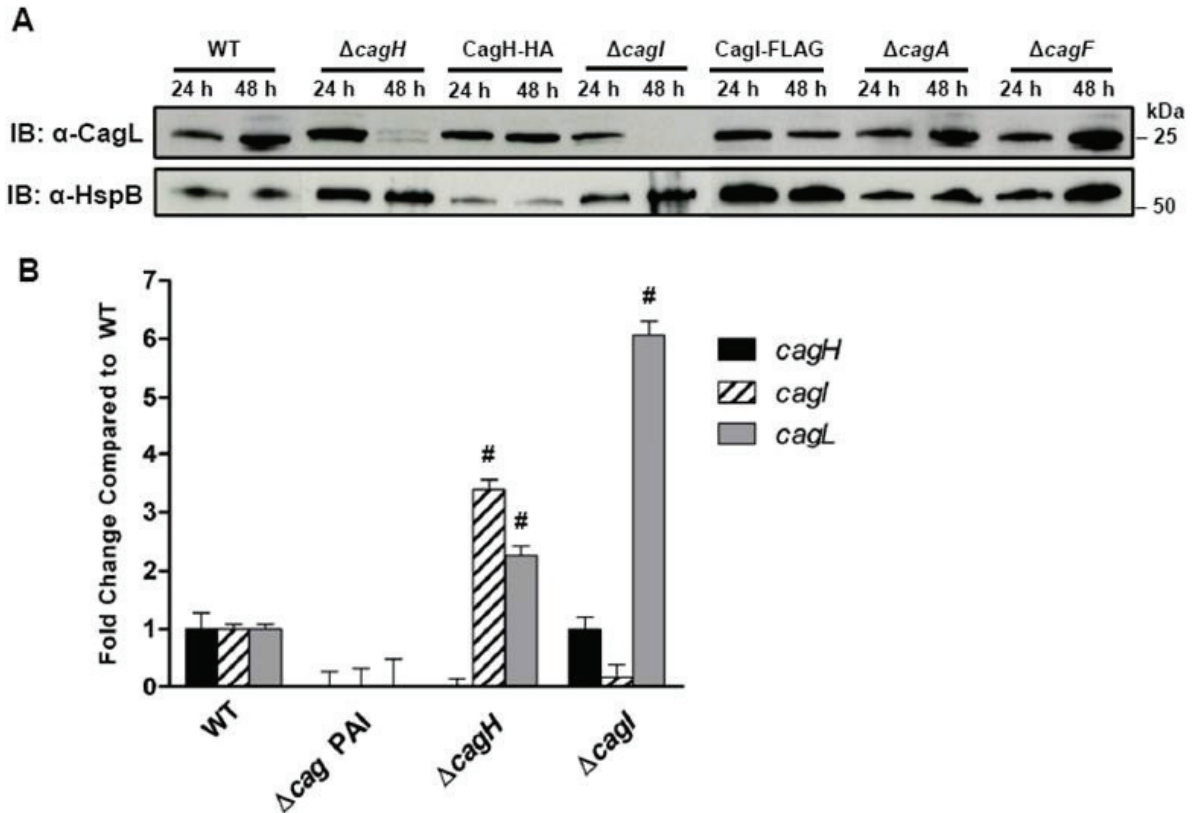 A
WT ΔcagH CagH-HA ΔcagI CagI-FLAG ΔcagA ΔcagF
24 h 48 h 24 h 48 h 24 h 48 h 24 h 48 h 24 h 48 h 24 h 48 h 24 h 48 h
kDa
IB: α-CagL
– 25
IB: α-HspB
– 50
B
Fold Change Compared to WT
7
6
5
4
3
2
1
0
# # #
cagH
cagI
cagL
WT
Δcag PAI
ΔcagH
ΔcagI